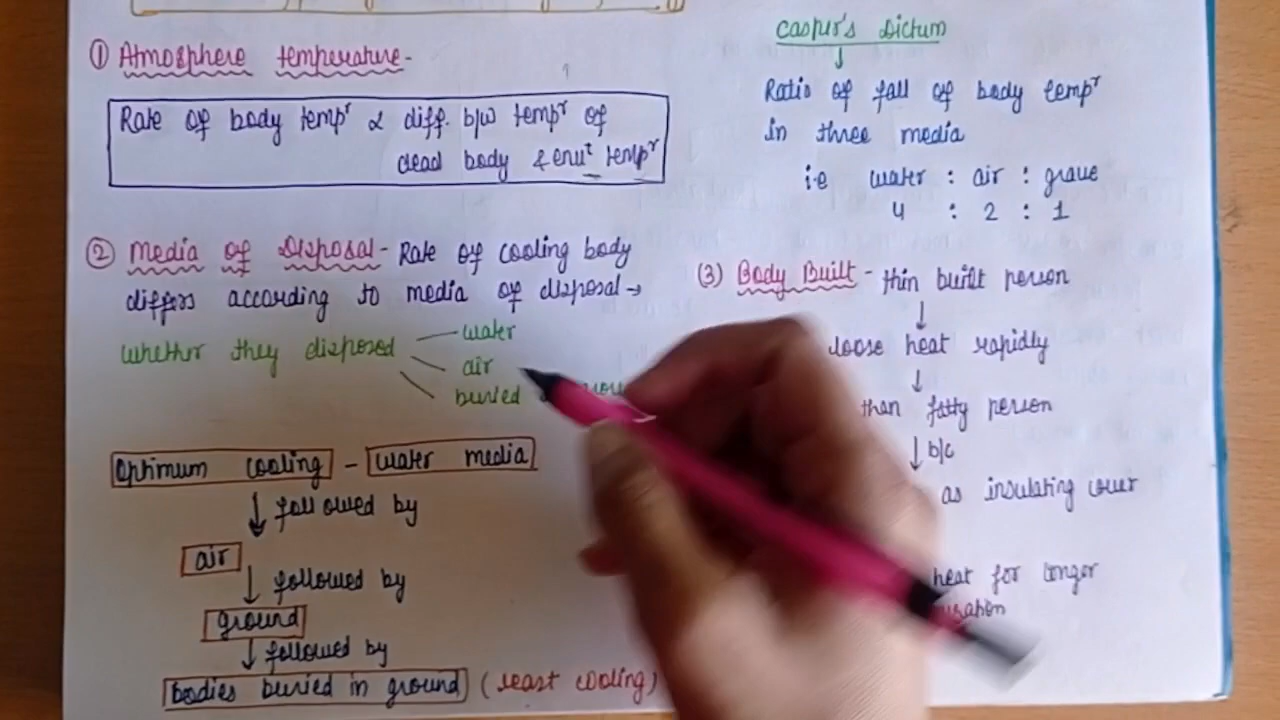 ① Atmosphere temperature-
Rate of body tempr α diff. b/w tempr of
dead body & envt tempr
② Media of Disposal - Rate of cooling body
differs according to media of disposal →
whether they disposed
water
air
buried
optimum cooling - water media
followed by
air
followed by
ground
followed by
bodies buried in ground (least cooling)
Casper's Dictum
Ratio of fall of body tempr
in three media
i.e water : air : grave
4 : 2 : 1
(3) Body Built - thin built person
loose heat rapidly
than fatty person
b/c
as insulating cover
heat for longer